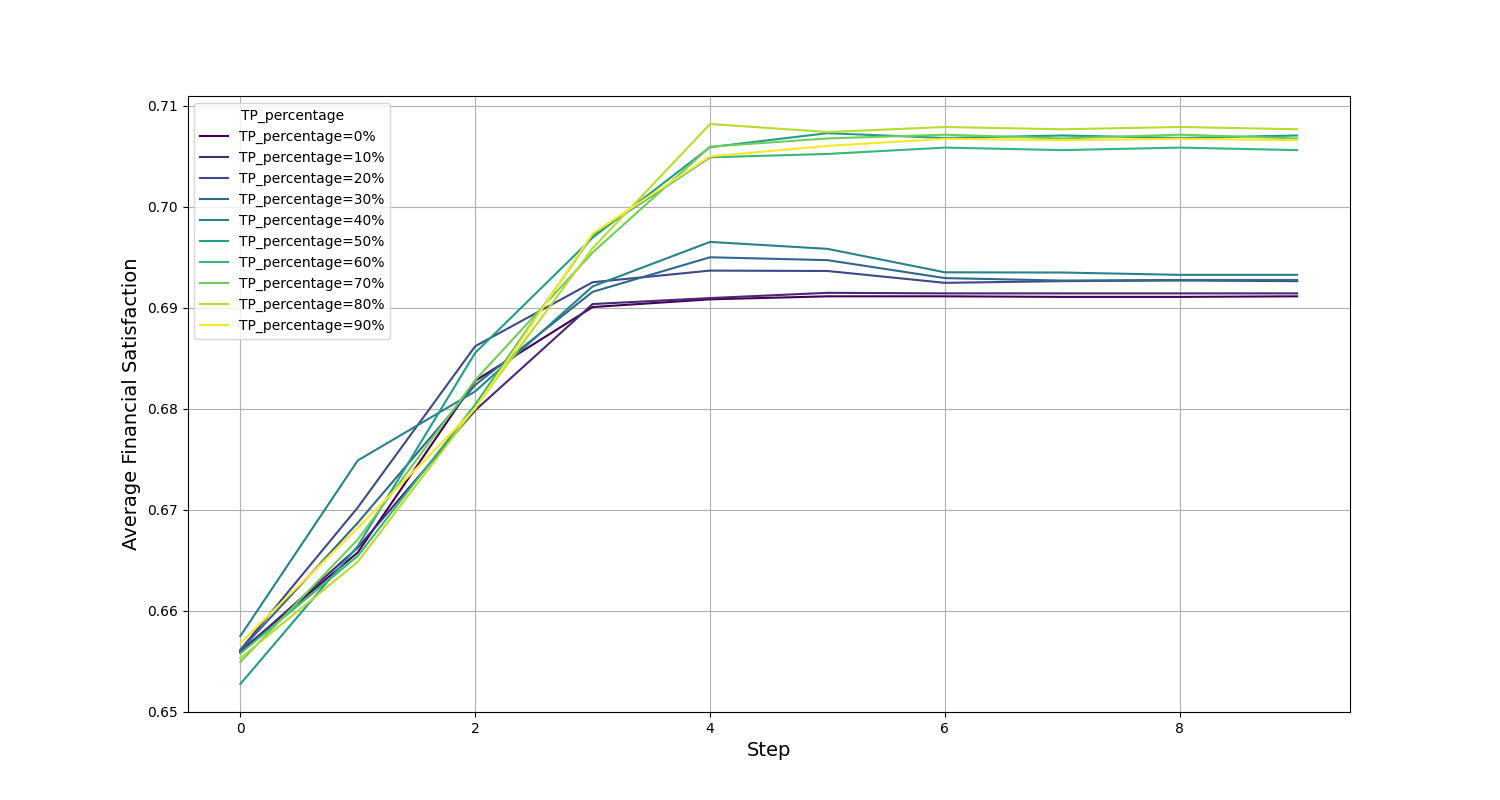 0.71
0.70
0.69
0.68
0.67
0.66
0.65
Average Financial Satisfaction
TP_percentage
TP_percentage=0%
TP_percentage=10%
TP_percentage=20%
TP_percentage=30%
TP_percentage=40%
TP_percentage=50%
TP_percentage=60%
TP_percentage=70%
TP_percentage=80%
TP_percentage=90%
0 2 4 6 8
Step